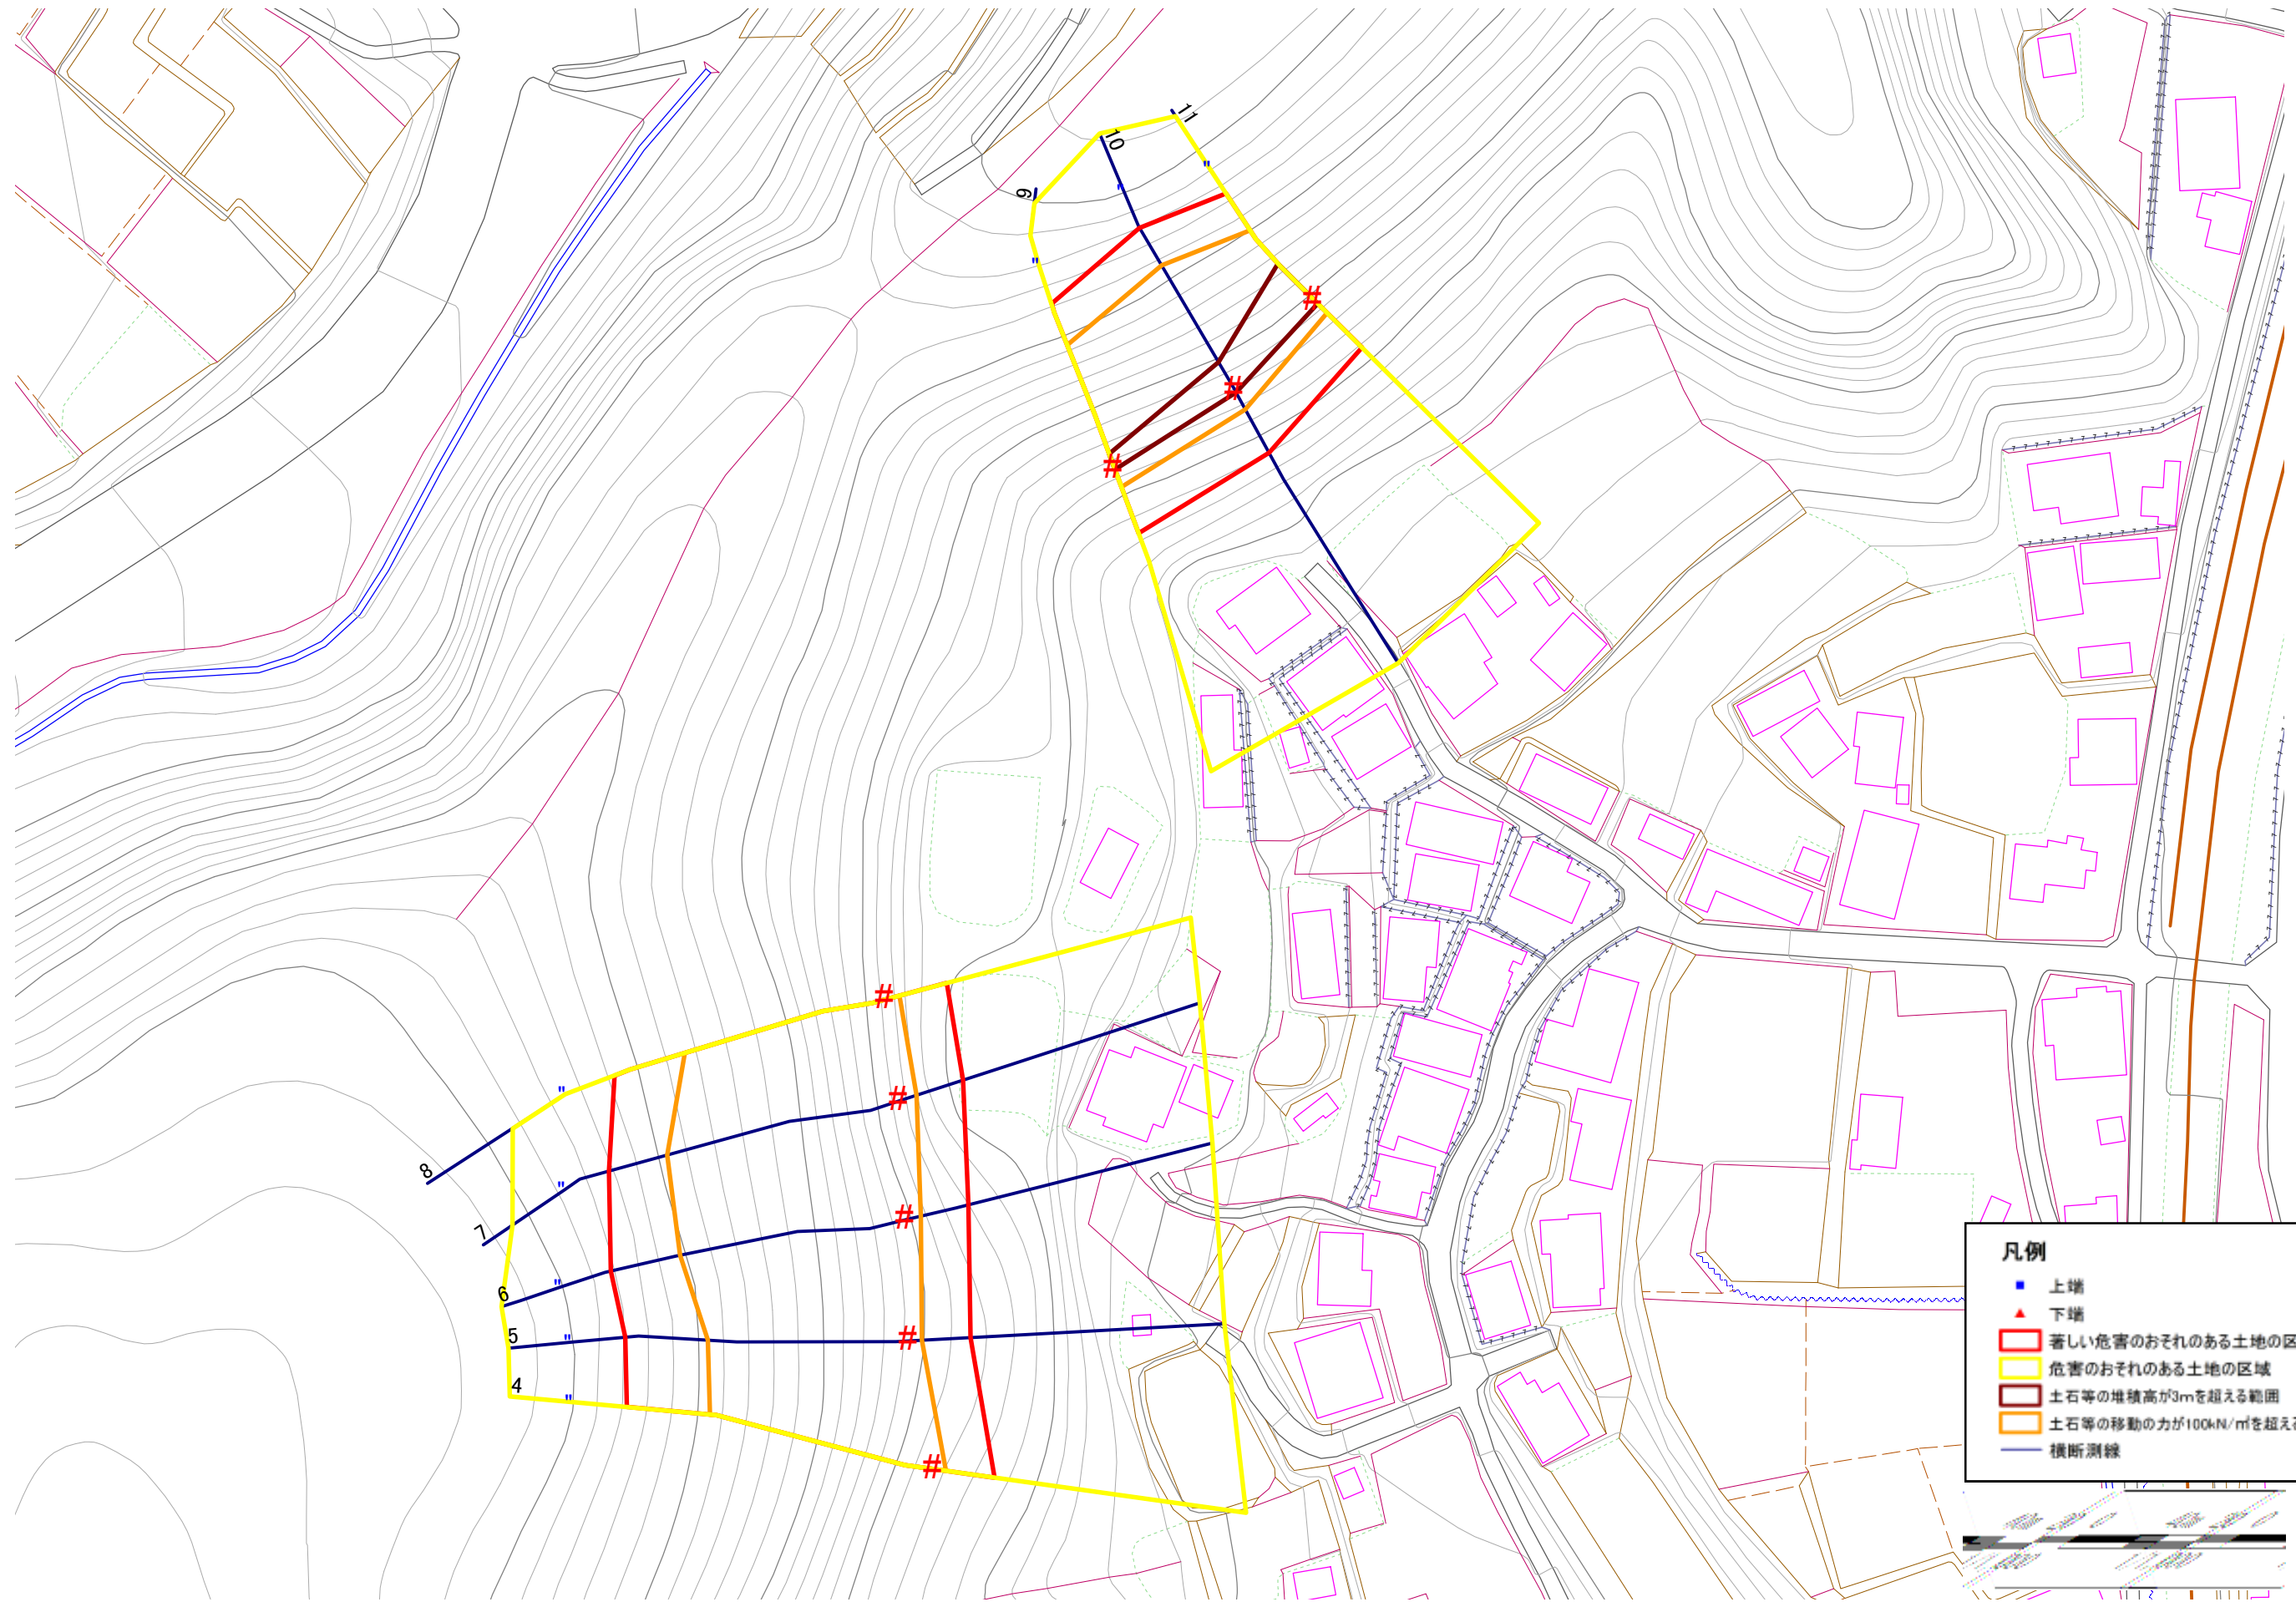 11
10
9
8
7
6
5
4
凡例
上端
下端
著しい危害のおそれのある土地の区
危害のおそれのある土地の区域
土石等の堆積高が3mを超える範囲
土石等の移動の力が100kN/㎡を超え
横断測線